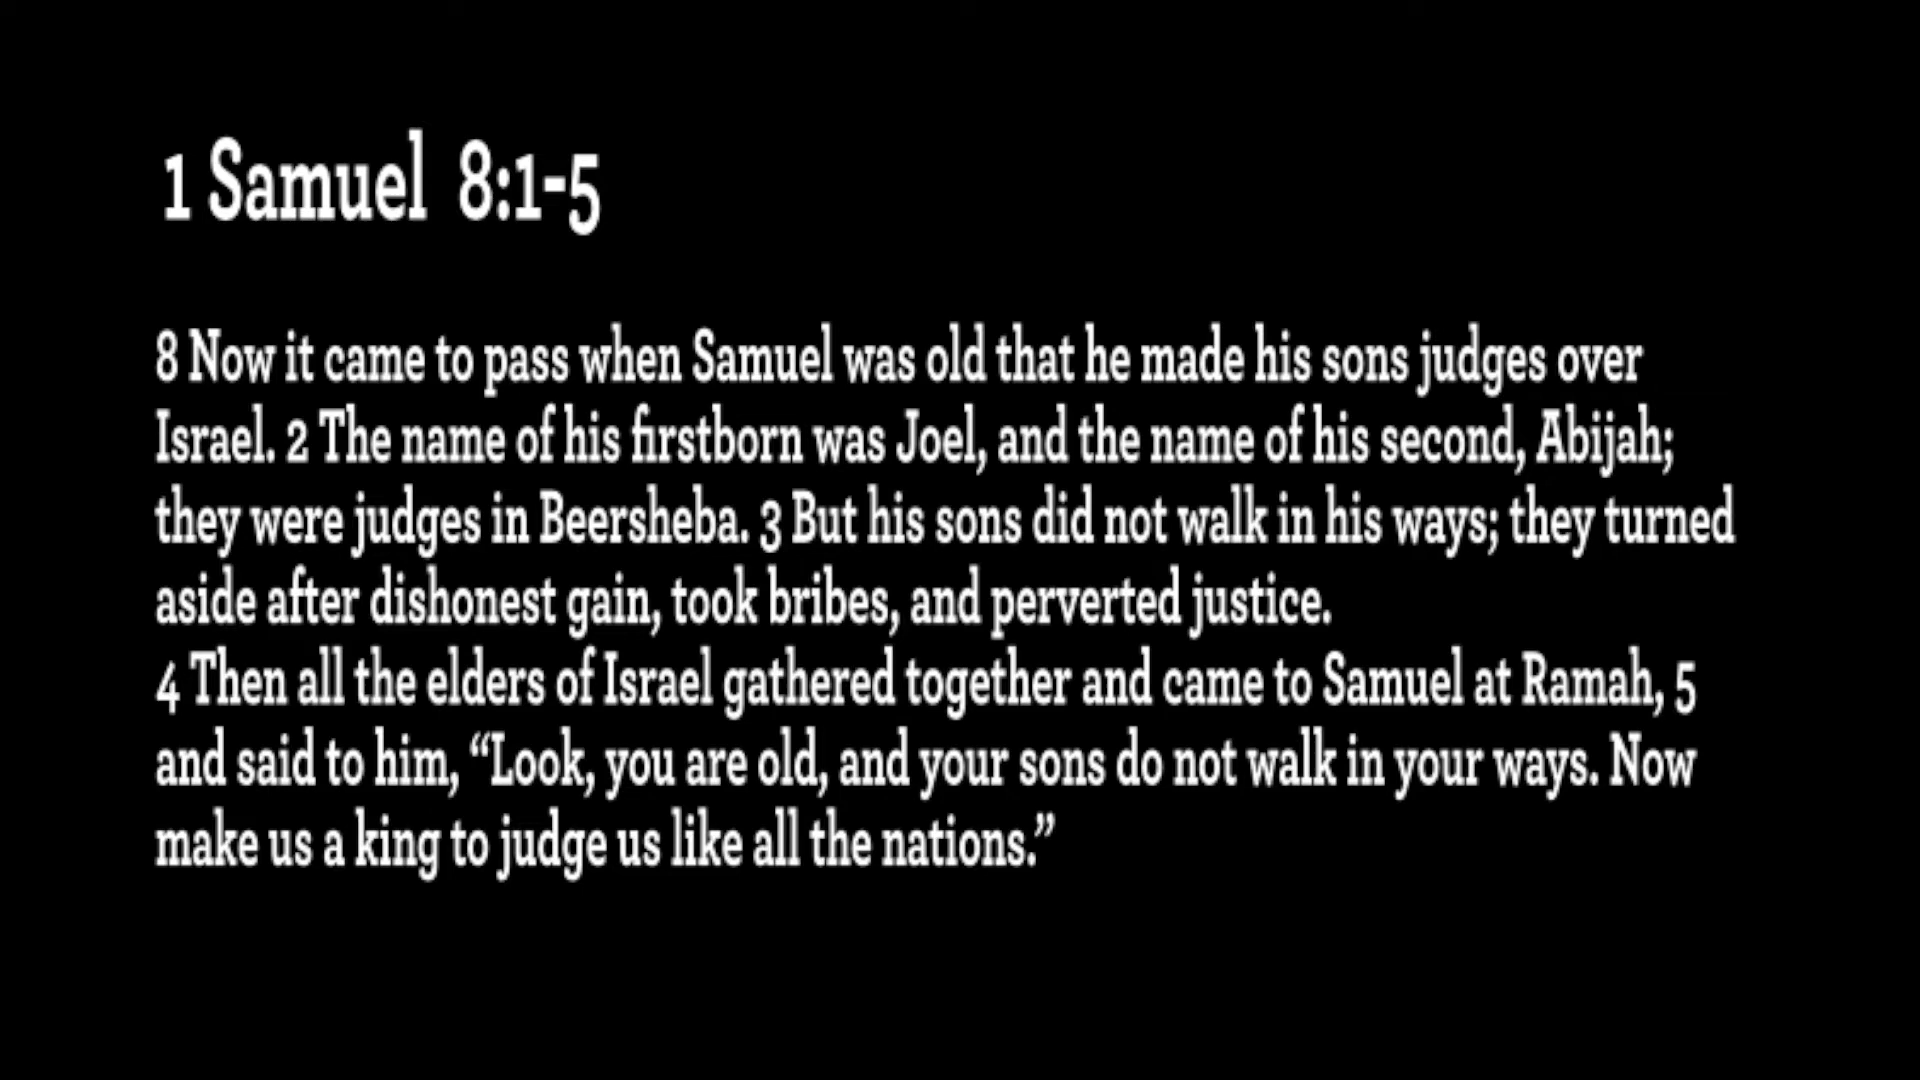 1 Samuel 8:1-5
8 Now it came to pass when Samuel was old that he made his sons judges over
Israel. 2 The name of his firstborn was Joel, and the name of his second, Abijah;
they were judges in Beersheba. 3 But his sons did not walk in his ways; they turned
aside after dishonest gain, took bribes, and perverted justice.
4 Then all the elders of Israel gathered together and came to Samuel at Ramah, 5
and said to him, “Look, you are old, and your sons do not walk in your ways. Now
make us a king to judge us like all the nations.”